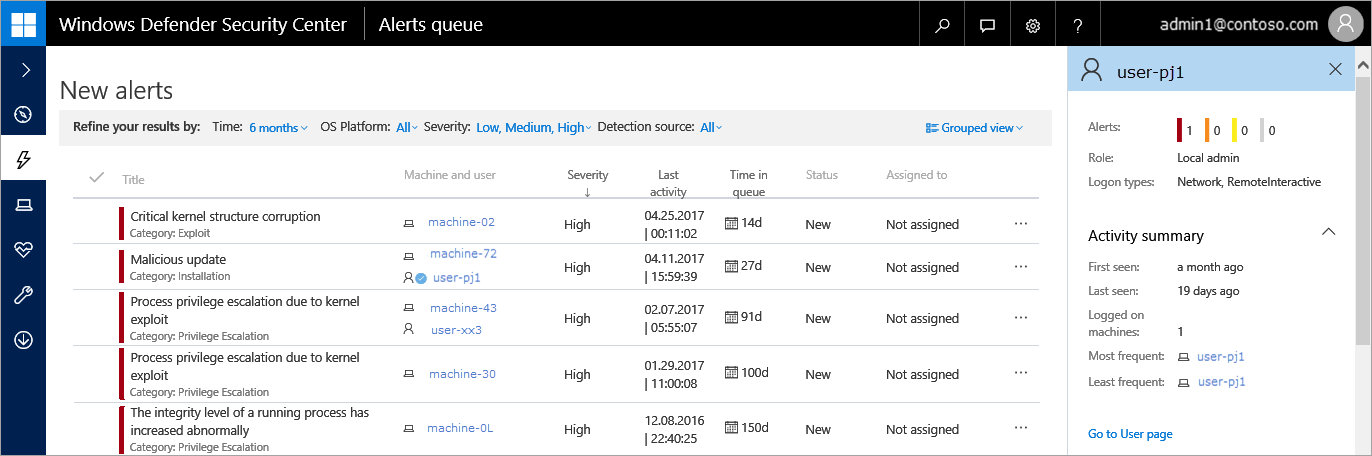 Windows Defender Security Center
Alerts queue
?
admin1@contoso.com
New alerts
Refine your results by: Time: 6 months OS Platform: All Severity: Low, Medium, High Detection source: All Grouped view
Title Machine and user Severity ↓ Last activity Time in queue Status Assigned to
Critical kernel structure corruption
Category: Exploit
machine-02
High
04.25.2017
| 00:11:02
14d
New
Not assigned
...
Malicious update
Category: Installation
machine-72
user-pj1
High
04.11.2017
| 15:59:39
27d
New
Not assigned
...
Process privilege escalation due to kernel
exploit
Category: Privilege Escalation
machine-43
user-xx3
High
02.07.2017
| 05:55:07
91d
New
Not assigned
...
Process privilege escalation due to kernel
exploit
Category: Privilege Escalation
machine-30
High
01.29.2017
| 11:00:08
100d
New
Not assigned
...
The integrity level of a running process has
increased abnormally
Category: Privilege Escalation
machine-0L
High
12.08.2016
| 22:40:25
150d
New
Not assigned
...
user-pj1
Alerts: 1 0 0 0
Role: Local admin
Logon types: Network, RemoteInteractive
Activity summary
First seen: a month ago
Last seen: 19 days ago
Logged on
machines: 1
Most frequent: user-pj1
Least frequent: user-pj1
Go to User page